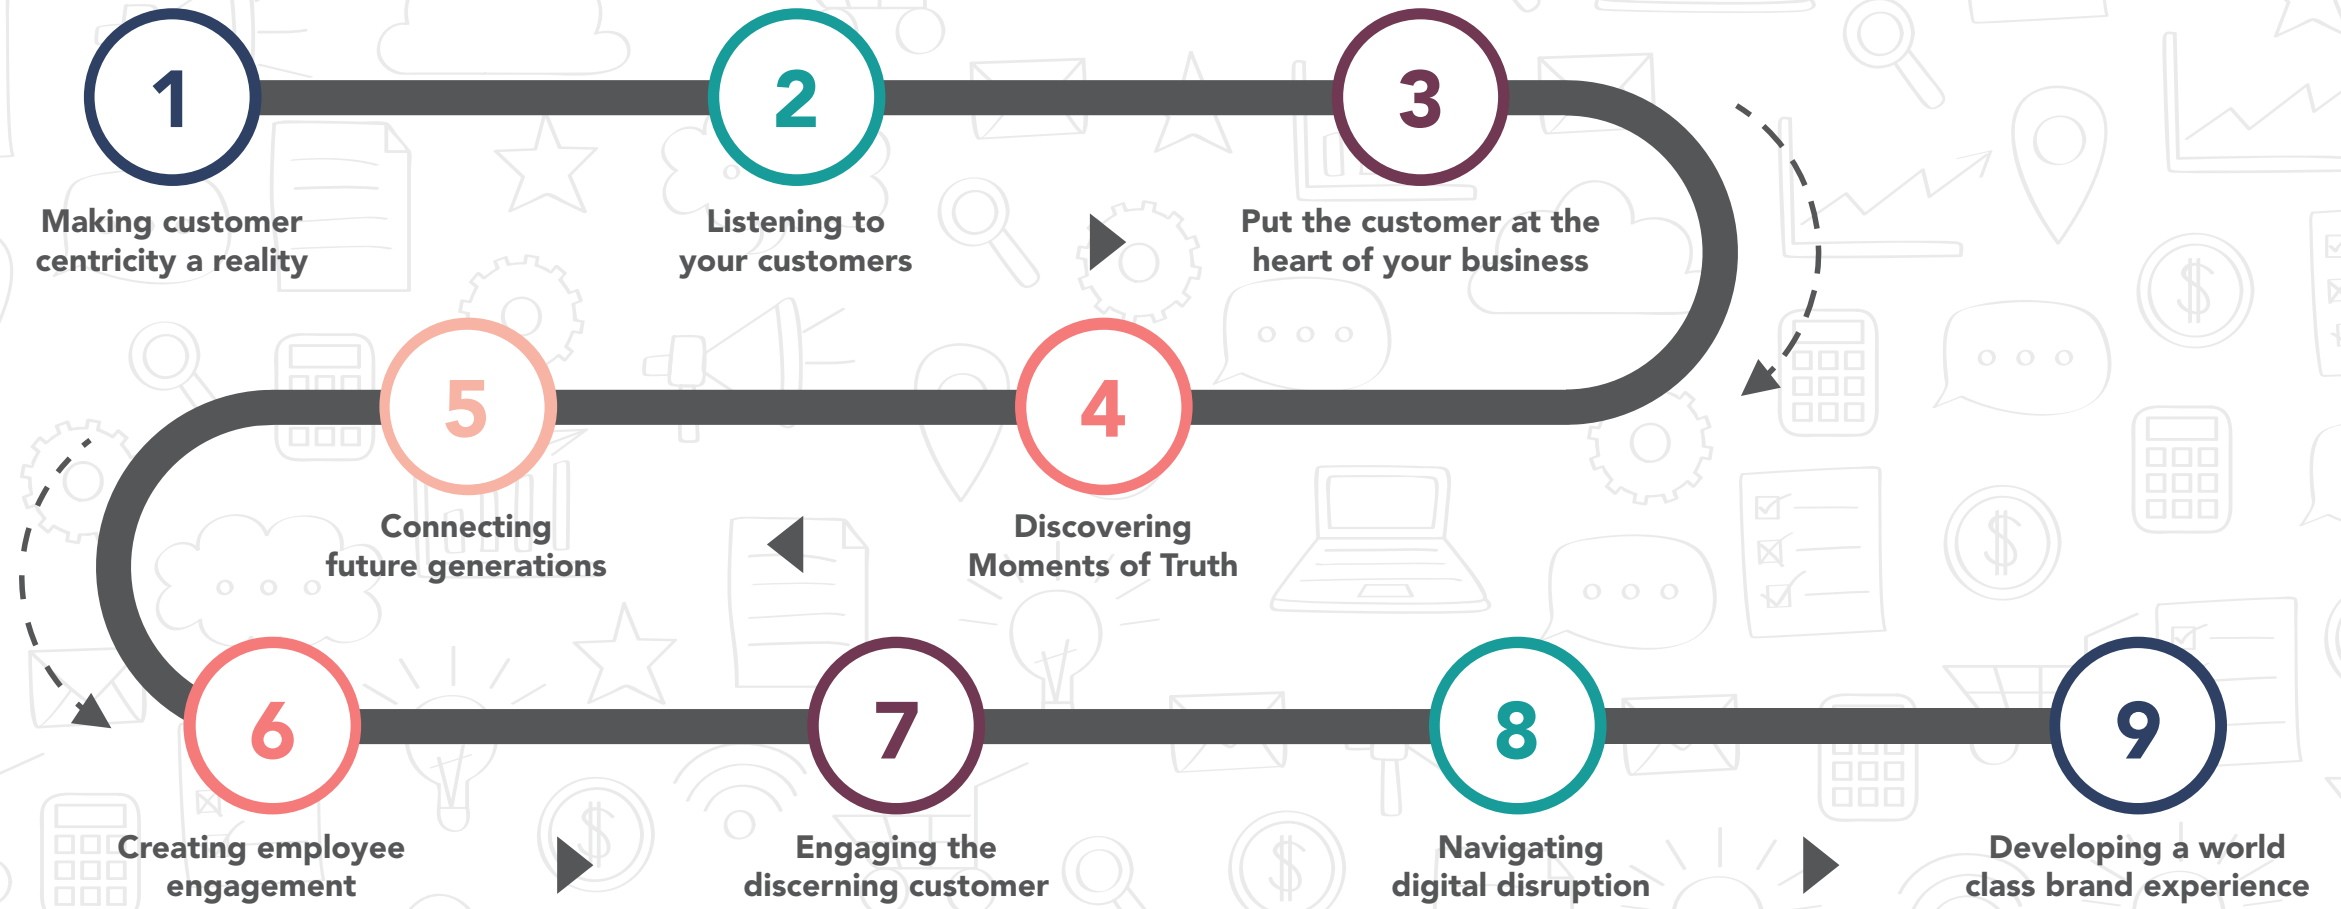 1
Making customer
centricity a reality
2
Listening to
your customers
3
Put the customer at the
heart of your business
4
Discovering
Moments of Truth
5
Connecting
future generations
6
Creating employee
engagement
7
Engaging the
discerning customer
8
Navigating
digital disruption
9
Developing a world
class brand experience